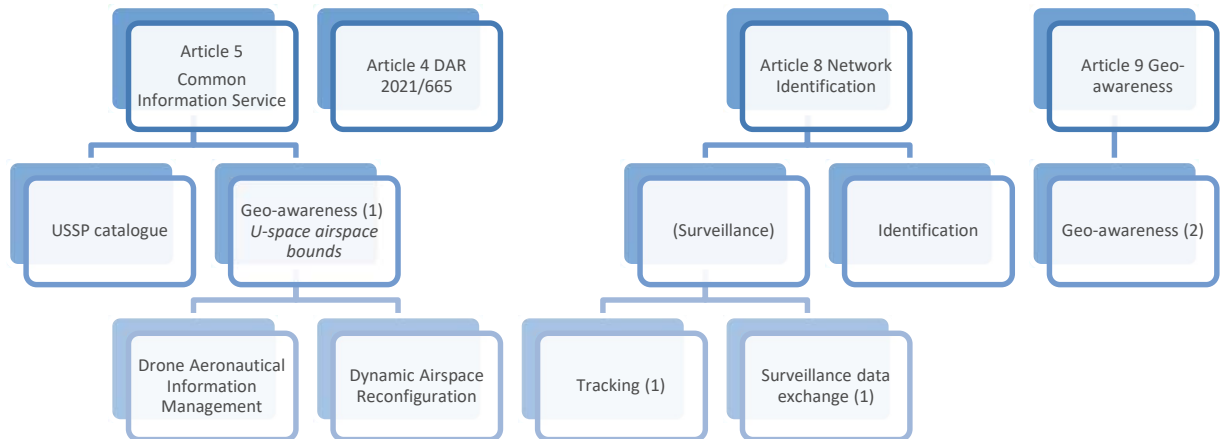 Article 5
Common
Information Service
Article 4 DAR
2021/665
Article 8 Network
Identification
Article 9 Geo-
awareness
USSP catalogue
Geo-awareness (1)
U-space airspace
bounds
(Surveillance)
Identification
Geo-awareness (2)
Drone Aeronautical
Information
Management
Dynamic Airspace
Reconfiguration
Tracking (1)
Surveillance data
exchange (1)